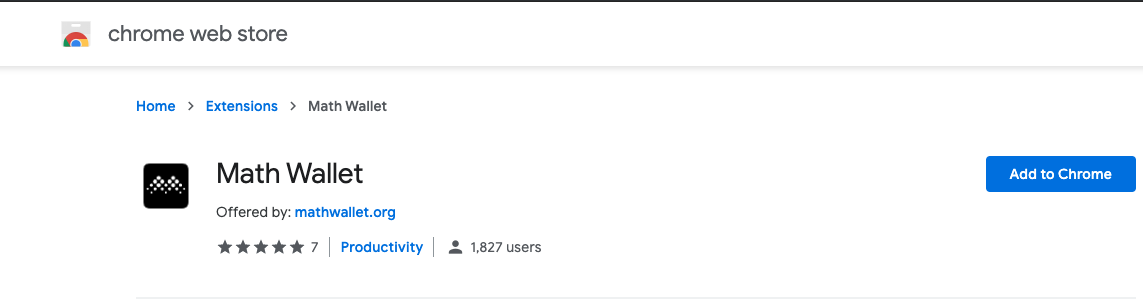 chrome web store
Home > Extensions > Math Wallet
Math Wallet
Add to Chrome
Offered by: mathwallet.org
★★★★★ 7 | Productivity | 1,827 users